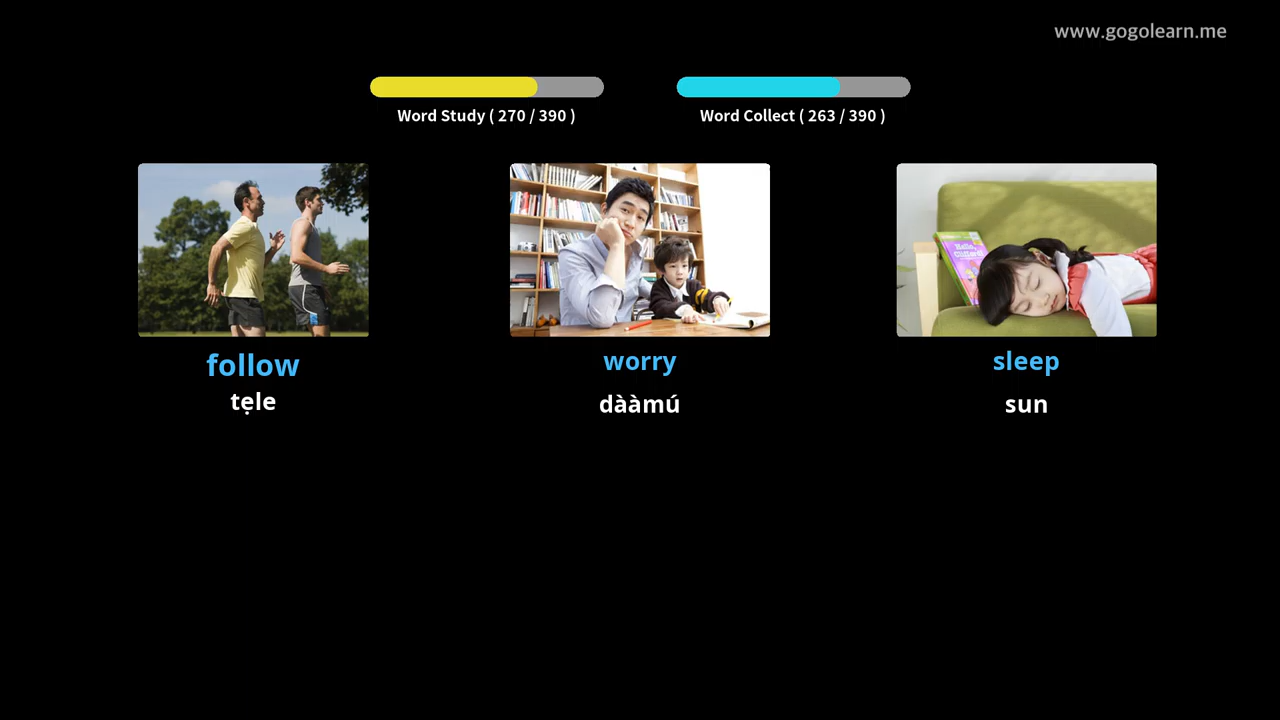 www.gogolearn.me
Word Study ( 270 / 390 )
Word Collect ( 263 / 390 )
follow
tẹle
worry
dààmú
sleep
sun